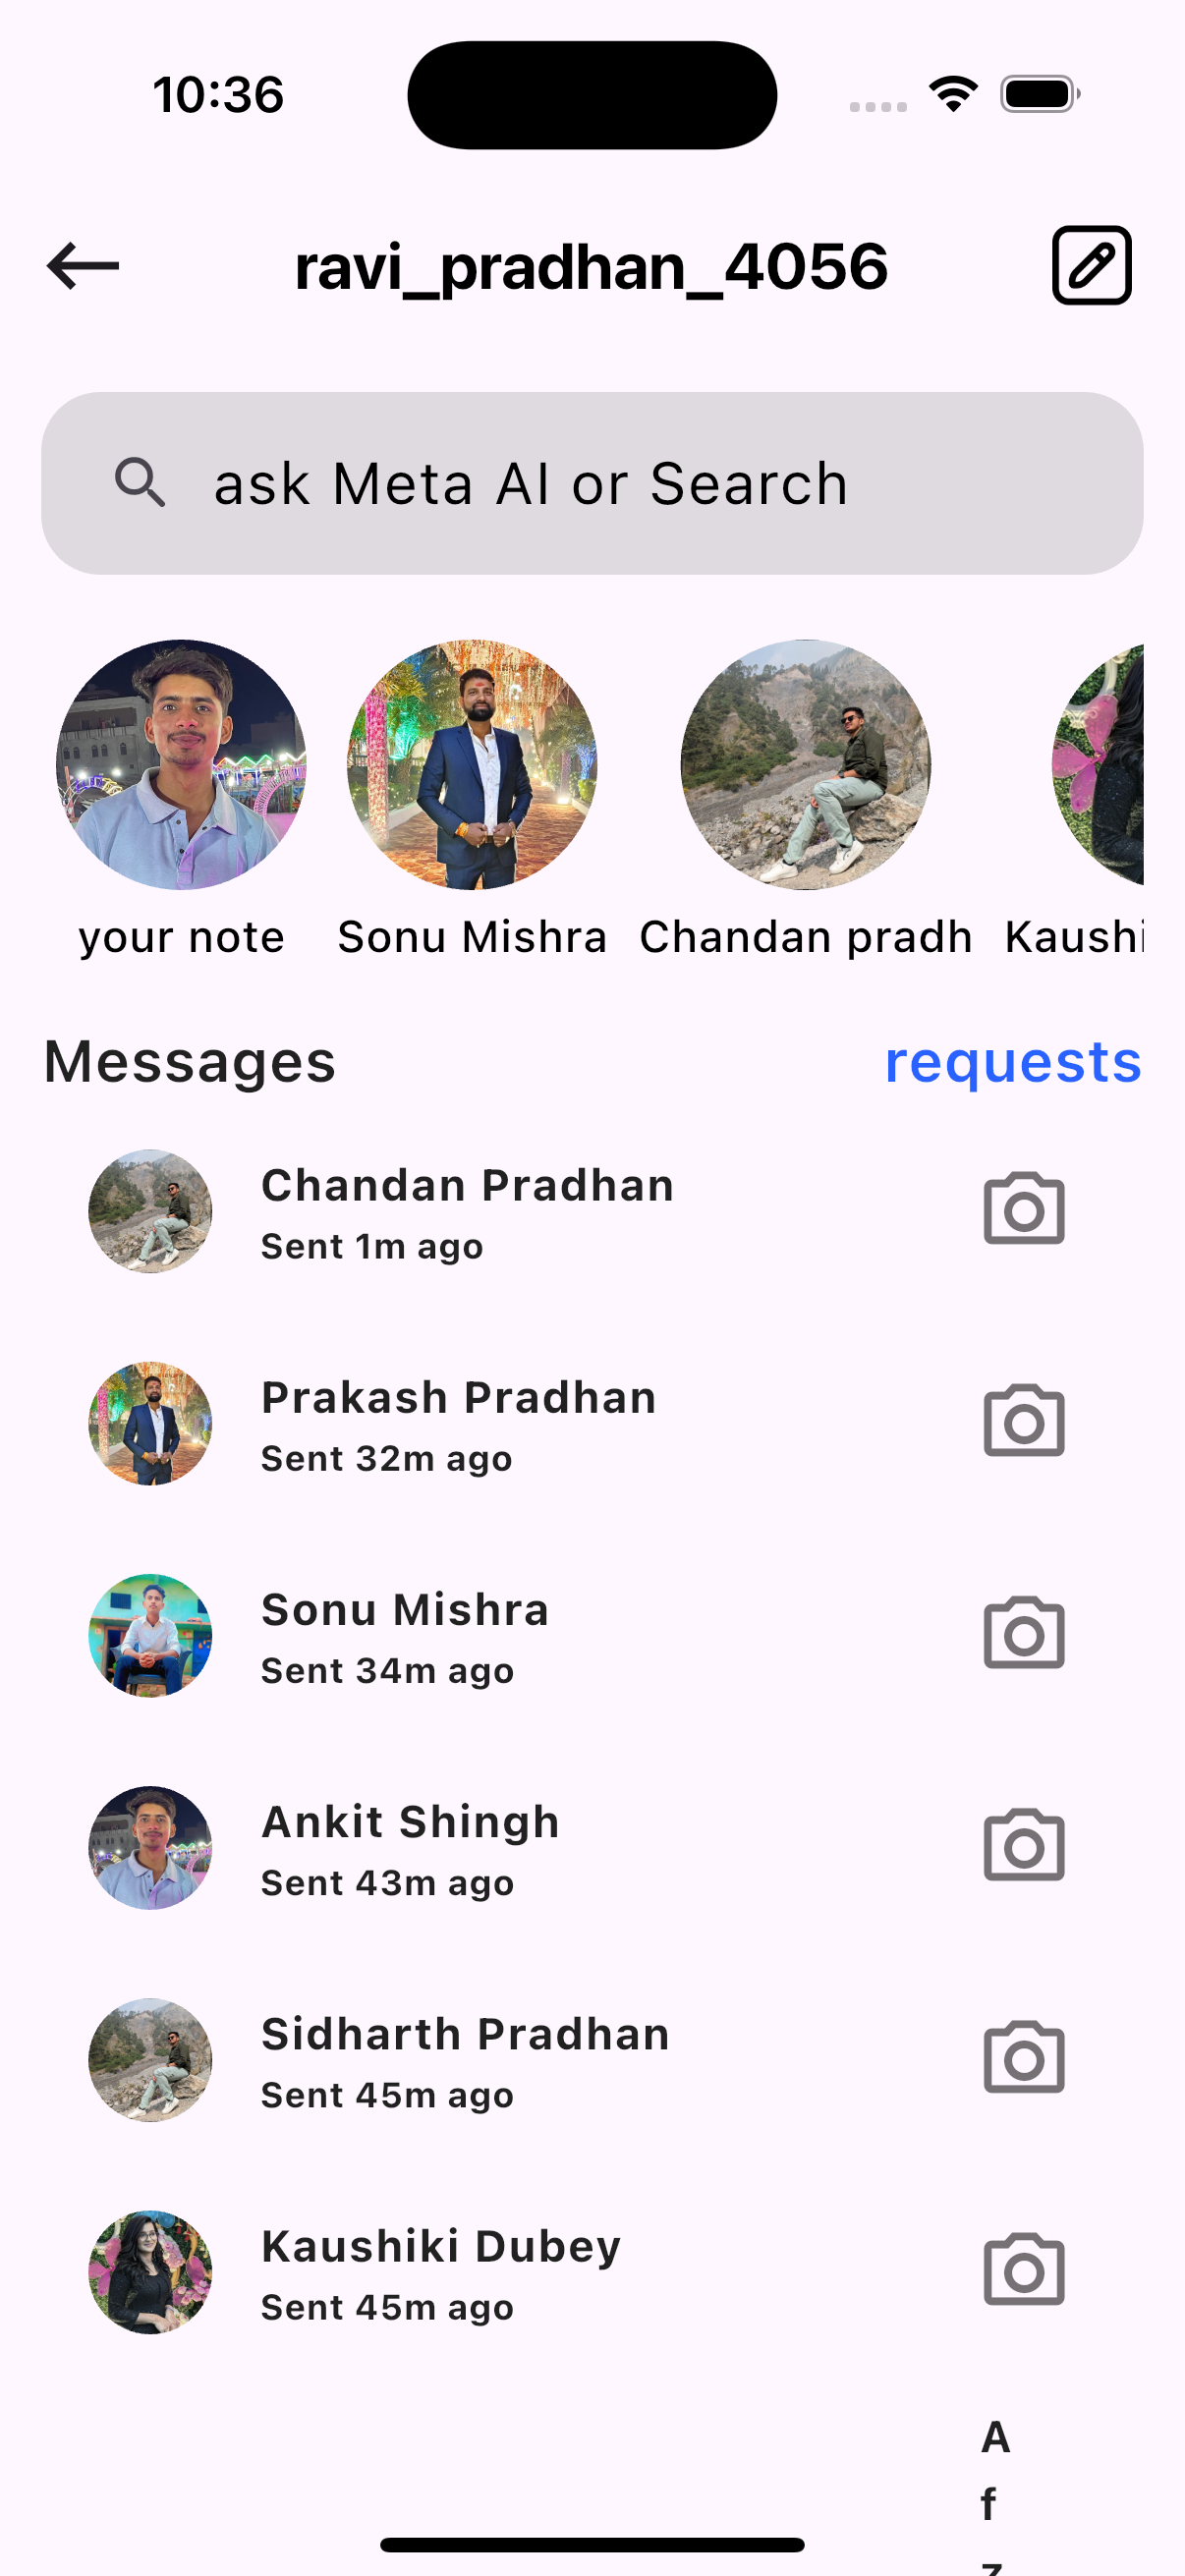 10:36
ravi_pradhan_4056
ask Meta AI or Search
your note
Sonu Mishra
Chandan pradh
Kaushi
Messages
requests
Chandan Pradhan
Sent 1m ago
Prakash Pradhan
Sent 32m ago
Sonu Mishra
Sent 34m ago
Ankit Shingh
Sent 43m ago
Sidharth Pradhan
Sent 45m ago
Kaushiki Dubey
Sent 45m ago
A
f
z